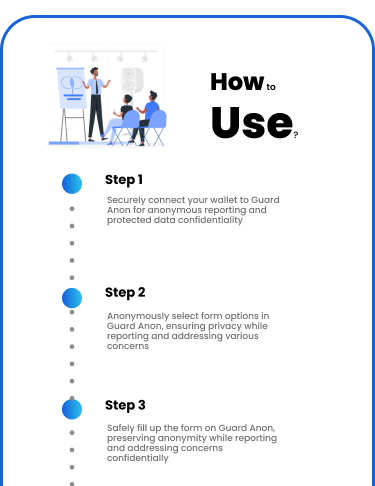 How to
Use?
Step 1
Securely connect your wallet to Guard
Anon for anonymous reporting and
protected data confidentiality
Step 2
Anonymously select form options in
Guard Anon, ensuring privacy while
reporting and addressing various
concerns
Step 3
Safely fill up the form on Guard Anon,
preserving anonymity while reporting
and addressing concerns
confidentially